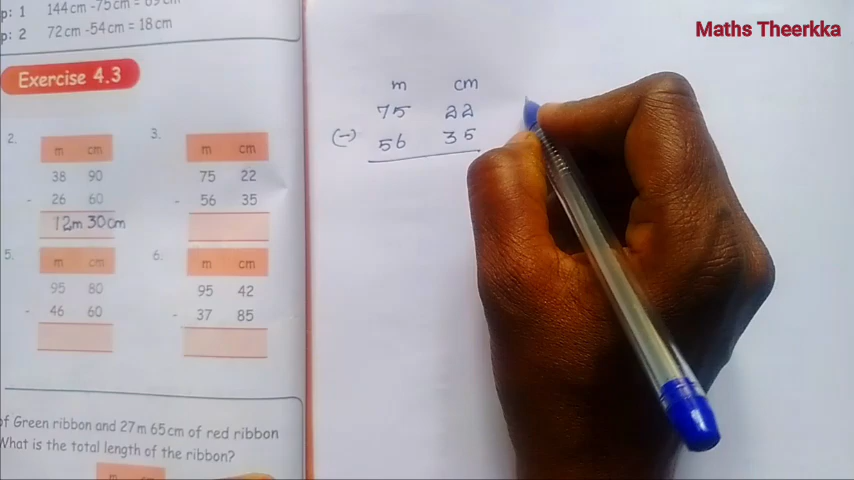 p: 1 144 cm -75 cm = 69 cm
p: 2 72 cm -54 cm = 18 cm
Maths Theerkka
Exercise 4.3
2.
m cm
38 90
- 26 60
12m 30cm
3.
m cm
75 22
- 56 35
5.
m cm
95 80
- 46 60
6.
m cm
95 42
- 37 85
of Green ribbon and 27 m 65 cm of red ribbon
What is the total length of the ribbon?
m cm
m cm
75 22
(-) 56 35